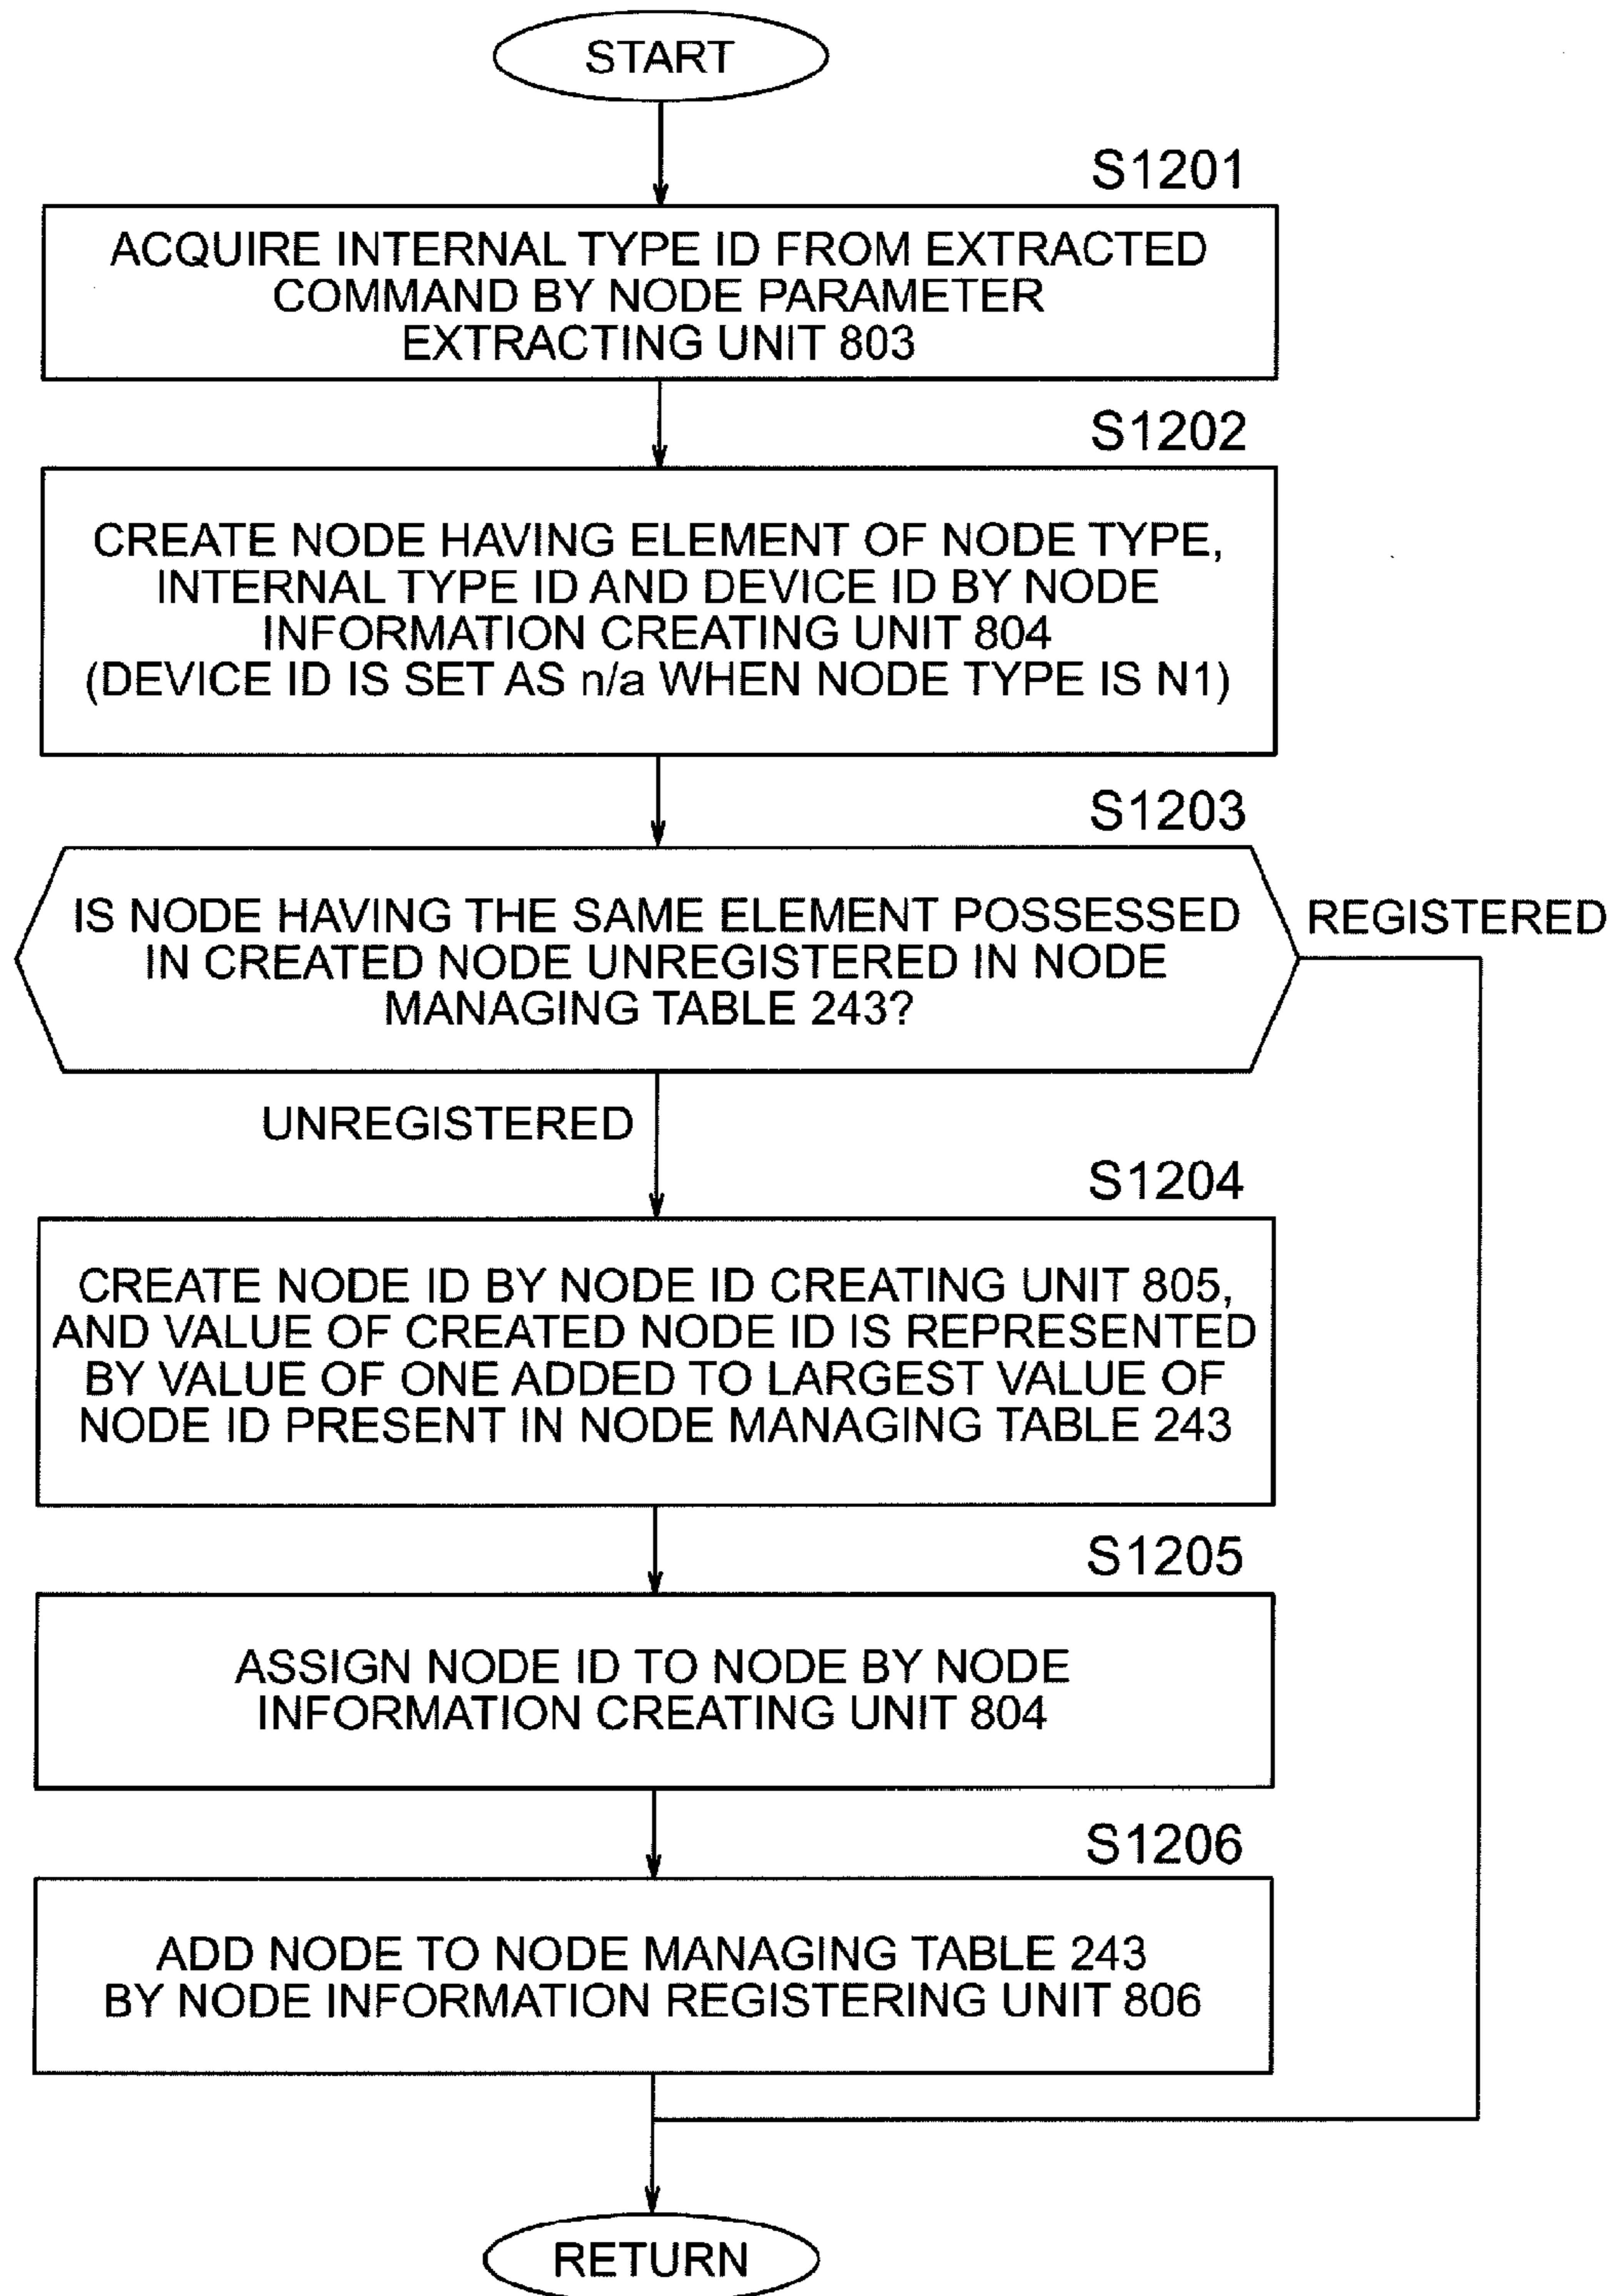 START
S1201
ACQUIRE INTERNAL TYPE ID FROM EXTRACTED
COMMAND BY NODE PARAMETER
EXTRACTING UNIT 803
S1202
CREATE NODE HAVING ELEMENT OF NODE TYPE,
INTERNAL TYPE ID AND DEVICE ID BY NODE
INFORMATION CREATING UNIT 804
(DEVICE ID IS SET AS n/a WHEN NODE TYPE IS N1)
S1203
IS NODE HAVING THE SAME ELEMENT POSSESSED
IN CREATED NODE UNREGISTERED IN NODE
MANAGING TABLE 243?
REGISTERED
UNREGISTERED
S1204
CREATE NODE ID BY NODE ID CREATING UNIT 805,
AND VALUE OF CREATED NODE ID IS REPRESENTED
BY VALUE OF ONE ADDED TO LARGEST VALUE OF
NODE ID PRESENT IN NODE MANAGING TABLE 243
S1205
ASSIGN NODE ID TO NODE BY NODE
INFORMATION CREATING UNIT 804
S1206
ADD NODE TO NODE MANAGING TABLE 243
BY NODE INFORMATION REGISTERING UNIT 806
RETURN